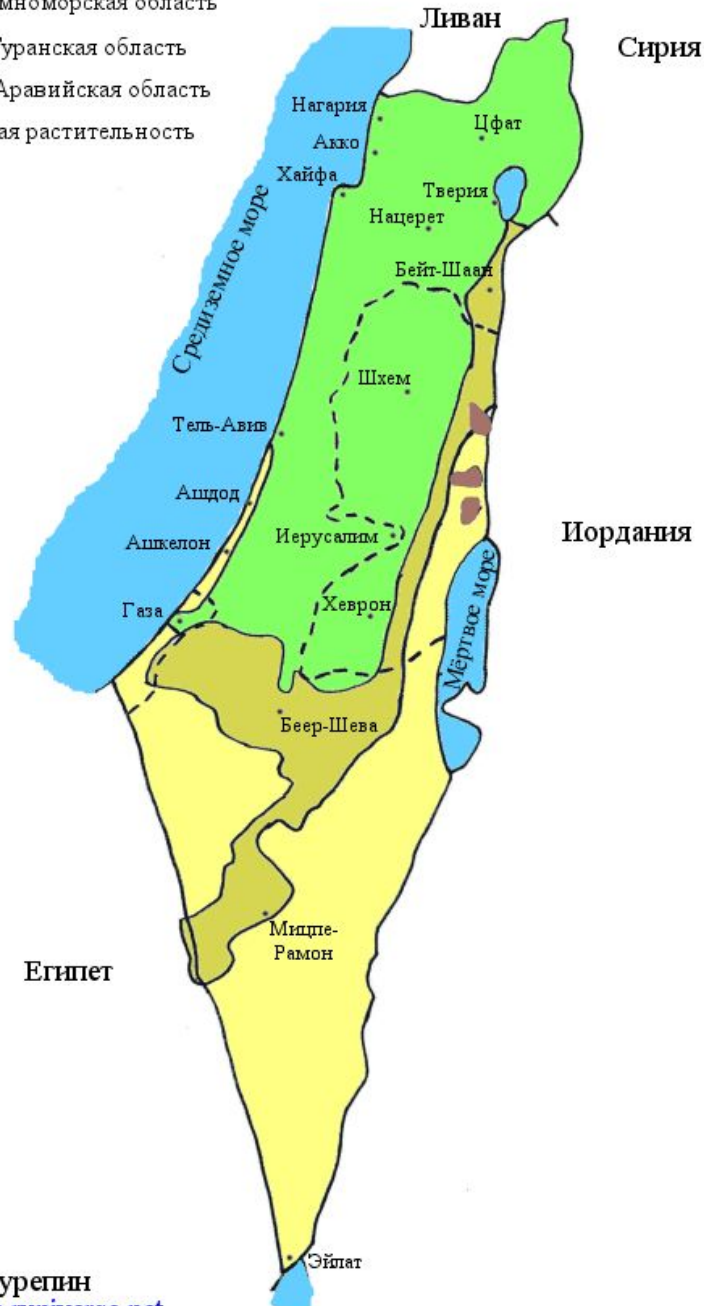 мноморская область
Туранская область
Аравийская область
ая растительность
Ливан
Сирия
Нагария
Акко
Хайфа
Цфат
Тверия
Нацерет
Бейт-Шаан
Средиземное море
Шхем
Тель-Авив
Ашдод
Ашкелон
Иерусалим
Иордания
Газа
Хеврон
Мёртвое море
Беер-Шева
Мицпе-
Рамон
Египет
Эйлат
урепин